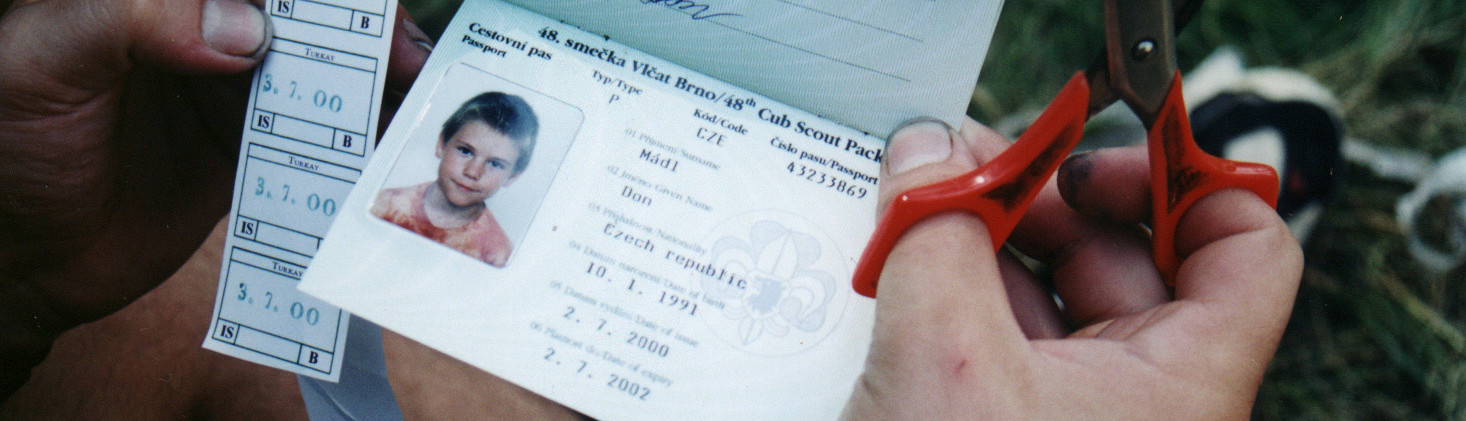 IS B
TURKAY
3. 7. 00
IS B
TURKAY
3. 7. 00
IS B
TURKAY
3. 7. 00
IS B
48. smečka Vlčat Brno/48th Cub Scout Pack
Cestovní pas
Passport
Typ/Type
P
Kód/Code
CZE
Číslo pasu/Passport
43233869
01 Příjmení/Surname
Mádl
02 Jméno/Given Name
Don
03 Příslušnost/Nationality
Czech republic
04 Datum narození/Date of birth
10. 1. 1991
05 Datum vydání/Date of issue
2. 7. 2000
06 Platnost do/Date of expiry
2. 7. 2002